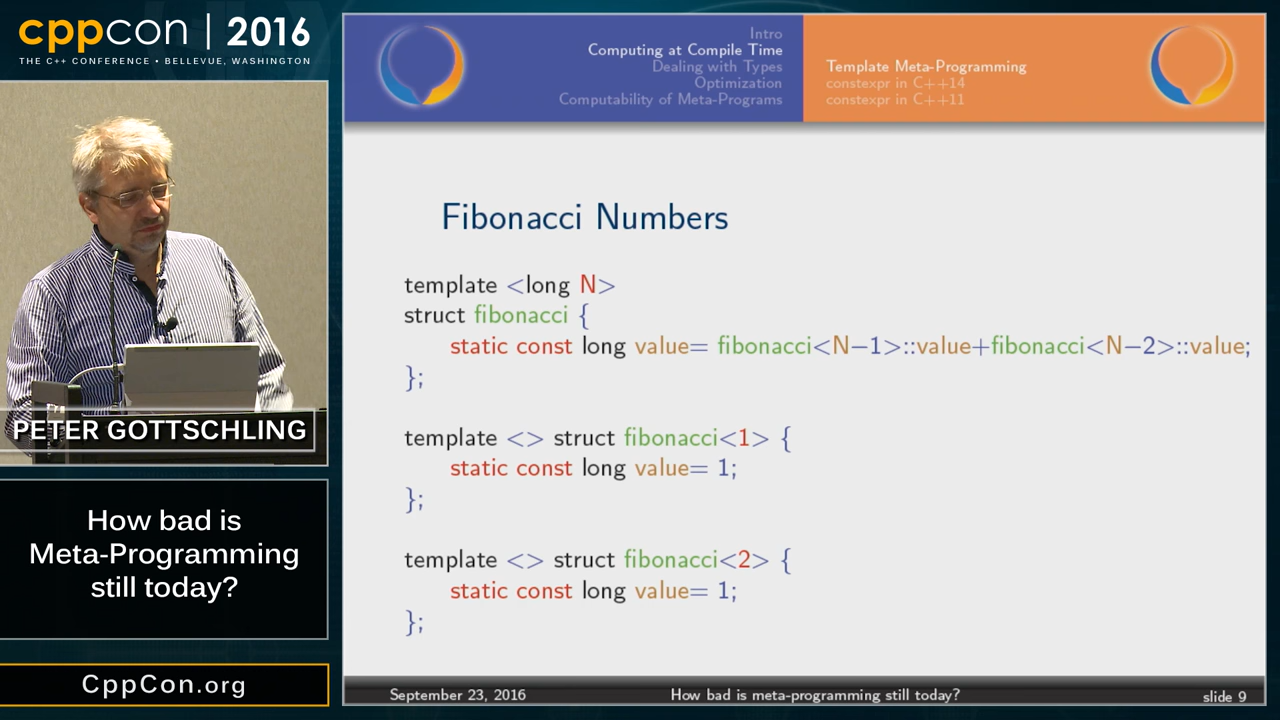 cppcon | 2016
THE C++ CONFERENCE • BELLEVUE, WASHINGTON
PETER GOTTSCHLING
How bad is
Meta-Programming
still today?
CppCon.org
Intro
Computing at Compile Time
Dealing with Types
Optimization
Computability of Meta-Programs
Template Meta-Programming
constexpr in C++14
constexpr in C++11
Fibonacci Numbers
template <long N>
struct fibonacci {
static const long value= fibonacci<N−1>::value+fibonacci<N−2>::value;
};
template <> struct fibonacci<1> {
static const long value= 1;
};
template <> struct fibonacci<2> {
static const long value= 1;
};
September 23, 2016
How bad is meta-programming still today?
slide 9